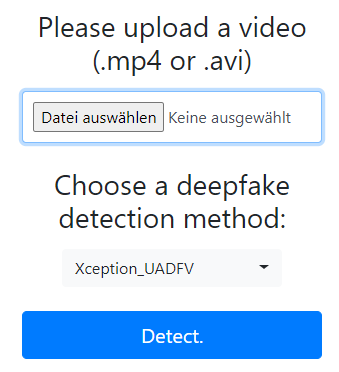 Please upload a video
(.mp4 or .avi)
Datei auswählen Keine ausgewählt
Choose a deepfake
detection method:
Xception_UADFV
Detect.